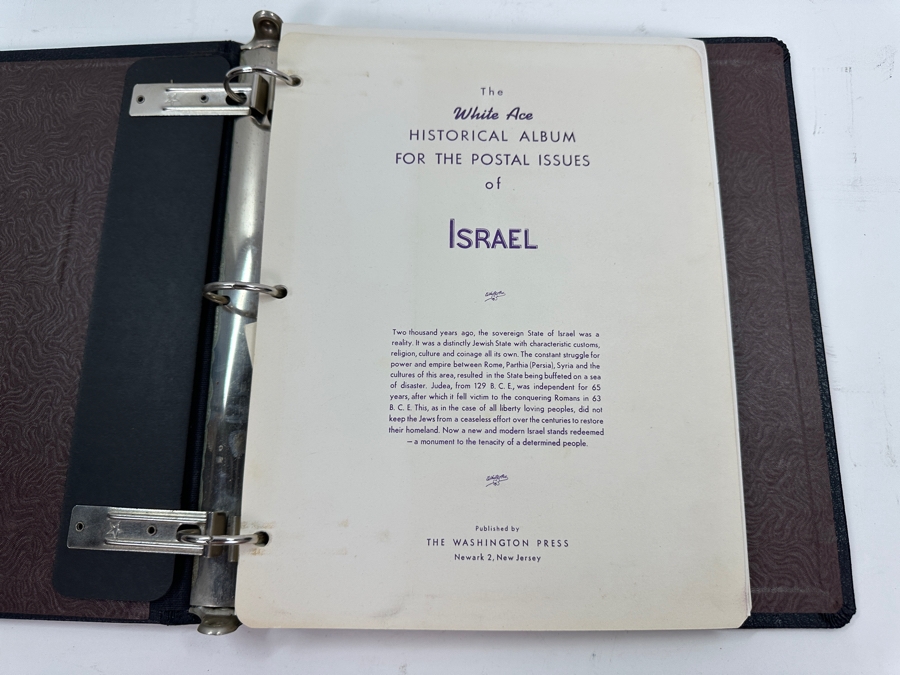 The
White Ace
HISTORICAL ALBUM
FOR THE POSTAL ISSUES
of
ISRAEL
Two thousand years ago, the sovereign State of Israel was a
reality. It was a distinctly Jewish State with characteristic customs,
religion, culture and coinage all its own. The constant struggle for
power and empire between Rome, Parthia (Persia), Syria and the
cultures of this area, resulted in the State being buffeted on a sea
of disaster. Judea, from 129 B. C. E., was independent for 65
years, after which it fell victim to the conquering Romans in 63
B. C. E. This, as in the case of all liberty loving peoples, did not
keep the Jews from a ceaseless effort over the centuries to restore
their homeland. Now a new and modern Israel stands redeemed
— a monument to the tenacity of a determined people.
Published by
THE WASHINGTON PRESS
Newark 2, New Jersey